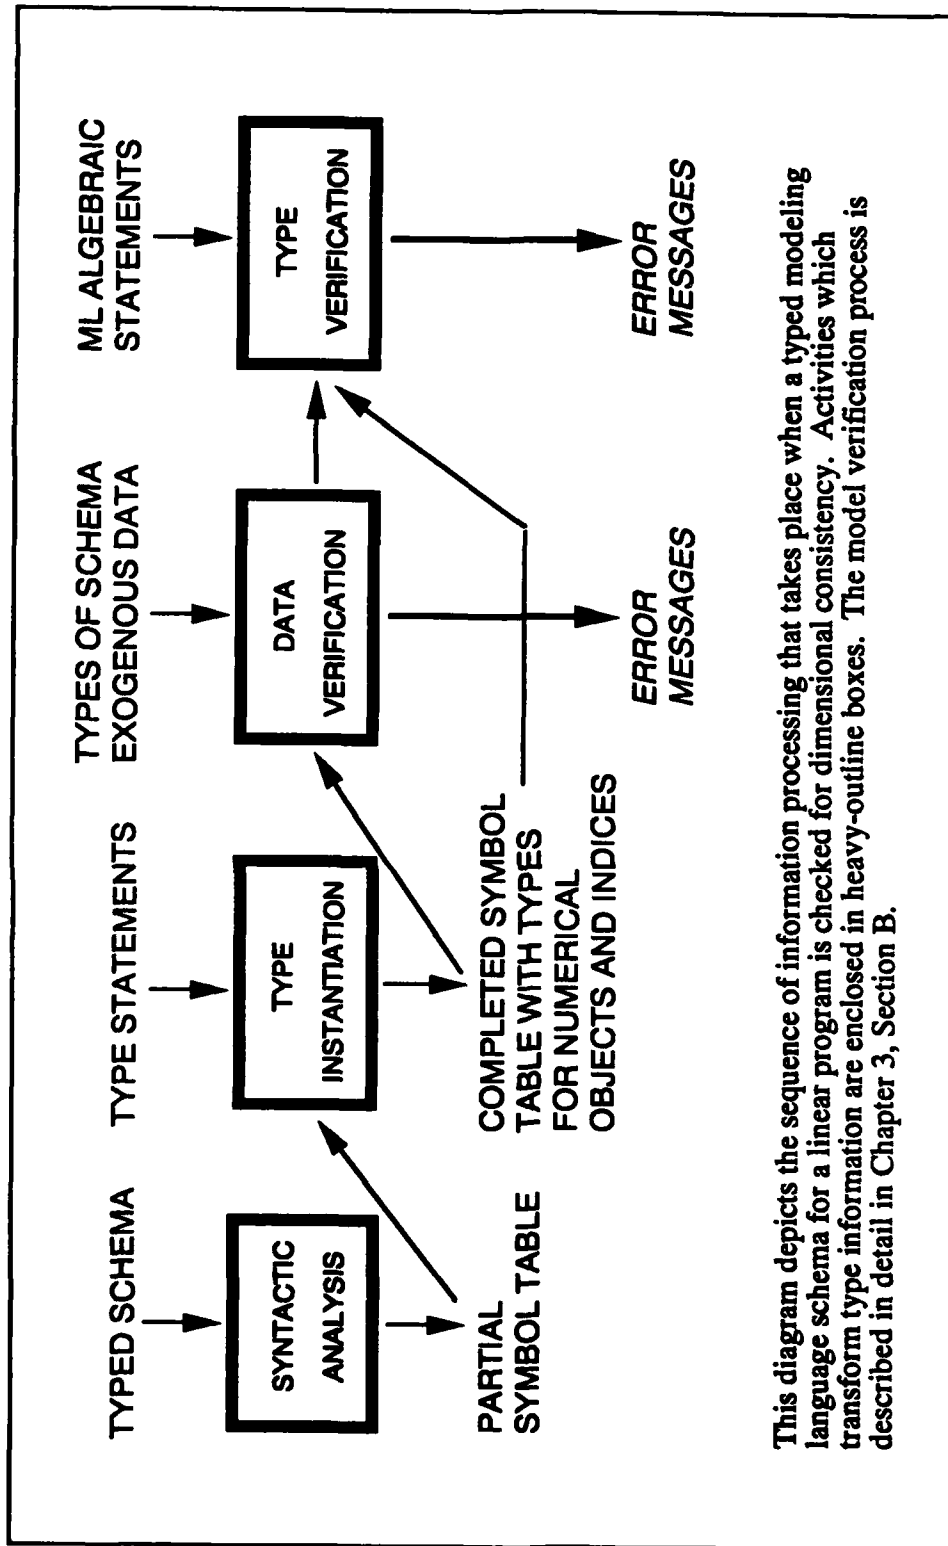 TYPED SCHEMA
SYNTACTIC
ANALYSIS
PARTIAL
SYMBOL TABLE
TYPE STATEMENTS
TYPE
INSTANTIATION
COMPLETED SYMBOL
TABLE WITH TYPES
FOR NUMERICAL
OBJECTS AND INDICES
TYPES OF SCHEMA
EXOGENOUS DATA
DATA
VERIFICATION
ERROR
MESSAGES
ML ALGEBRAIC
STATEMENTS
TYPE
VERIFICATION
ERROR
MESSAGES
This diagram depicts the sequence of information processing that takes place when a typed modeling
language schema for a linear program is checked for dimensional consistency. Activities which
transform type information are enclosed in heavy-outline boxes. The model verification process is
described in detail in Chapter 3, Section B.